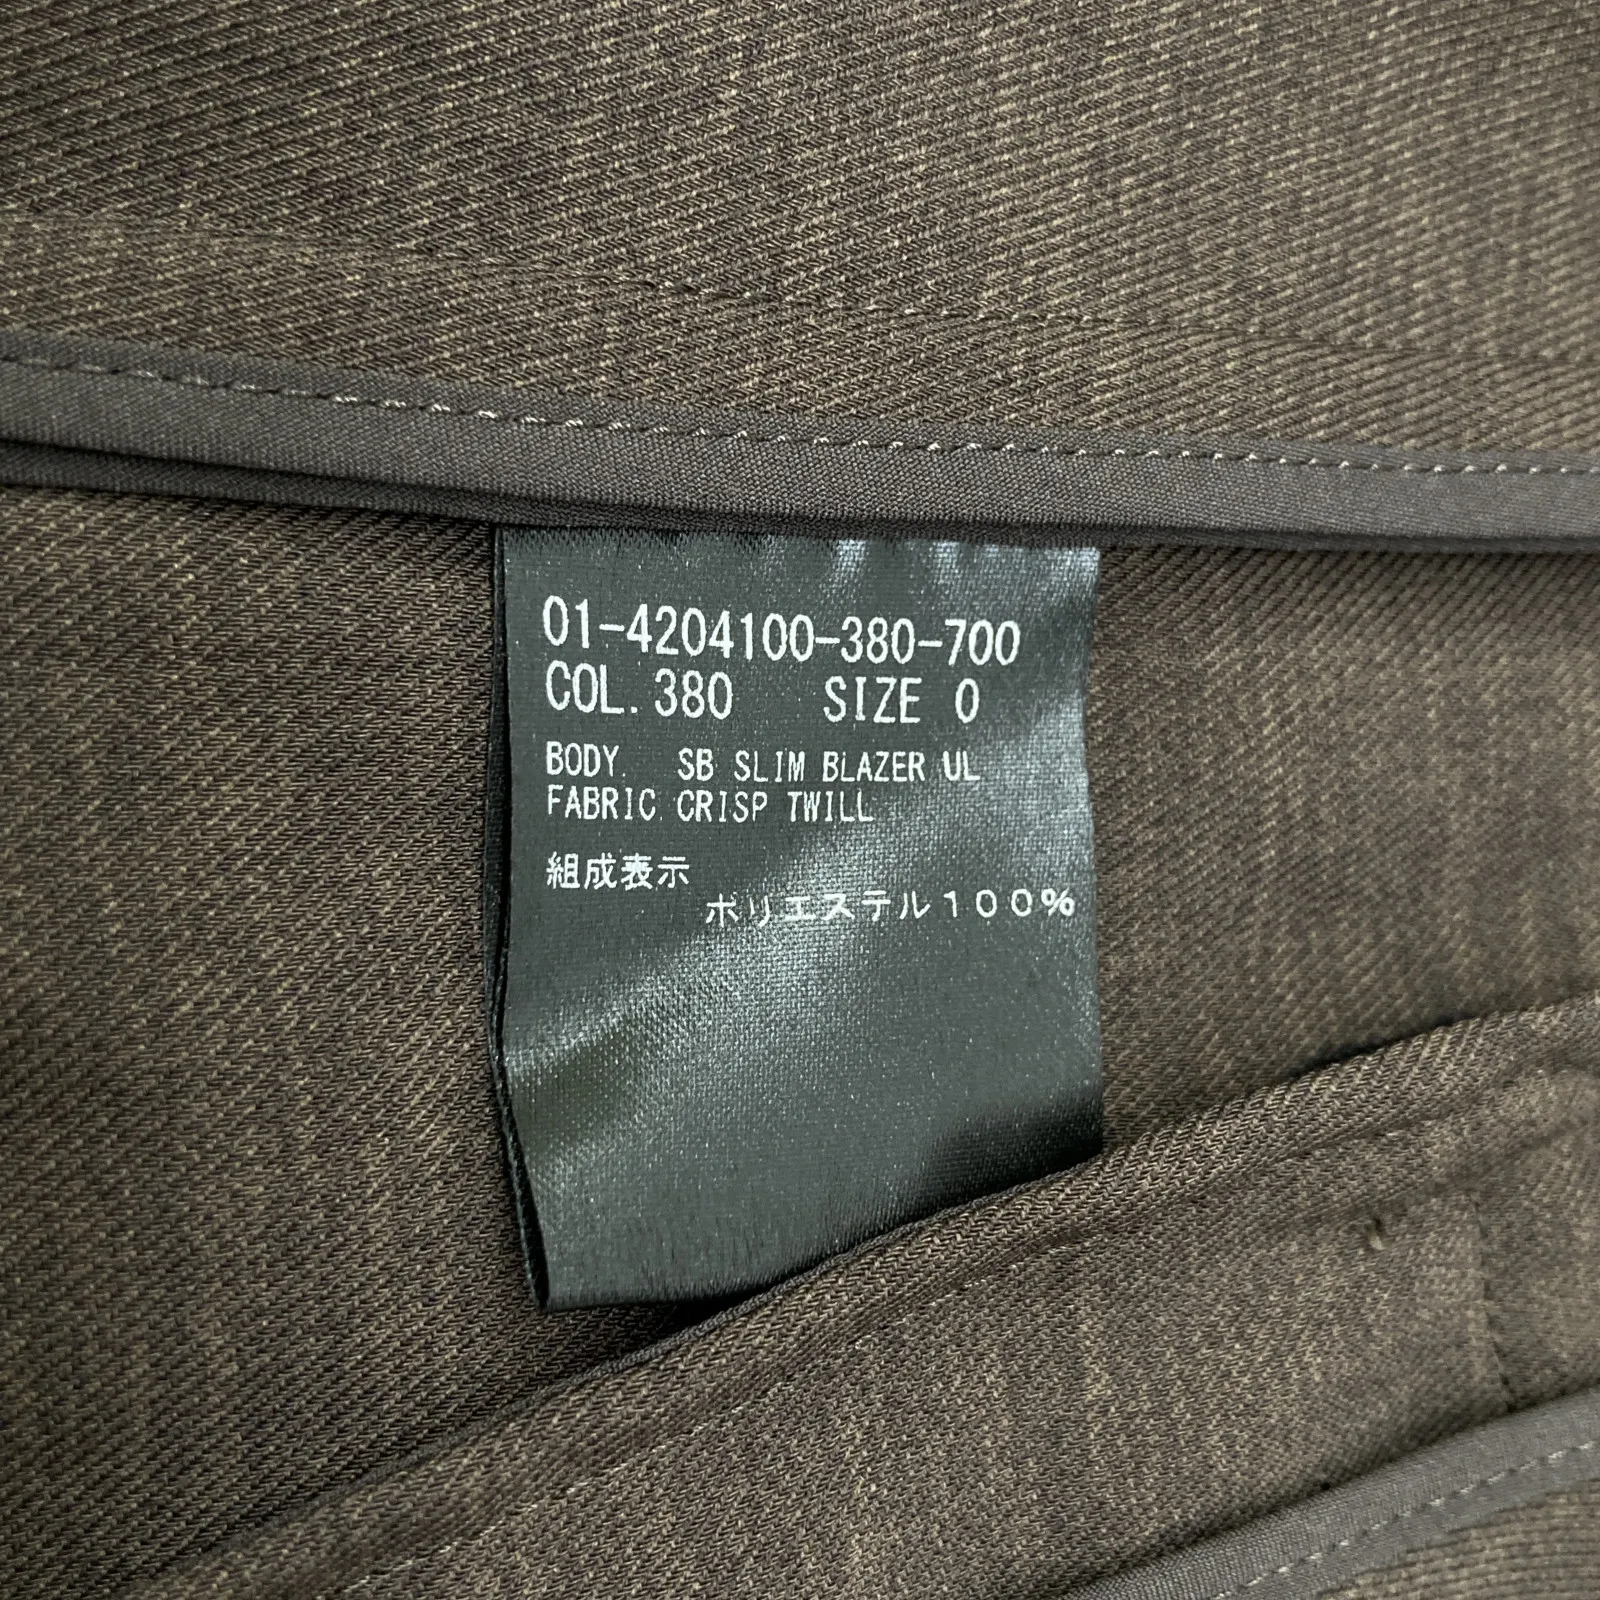 01-4204100-380-700
COL. 380 SIZE 0
BODY. SB SLIM BLAZER UL
FABRIC. CRISP TWILL
組成表示
ポリエステル１００％